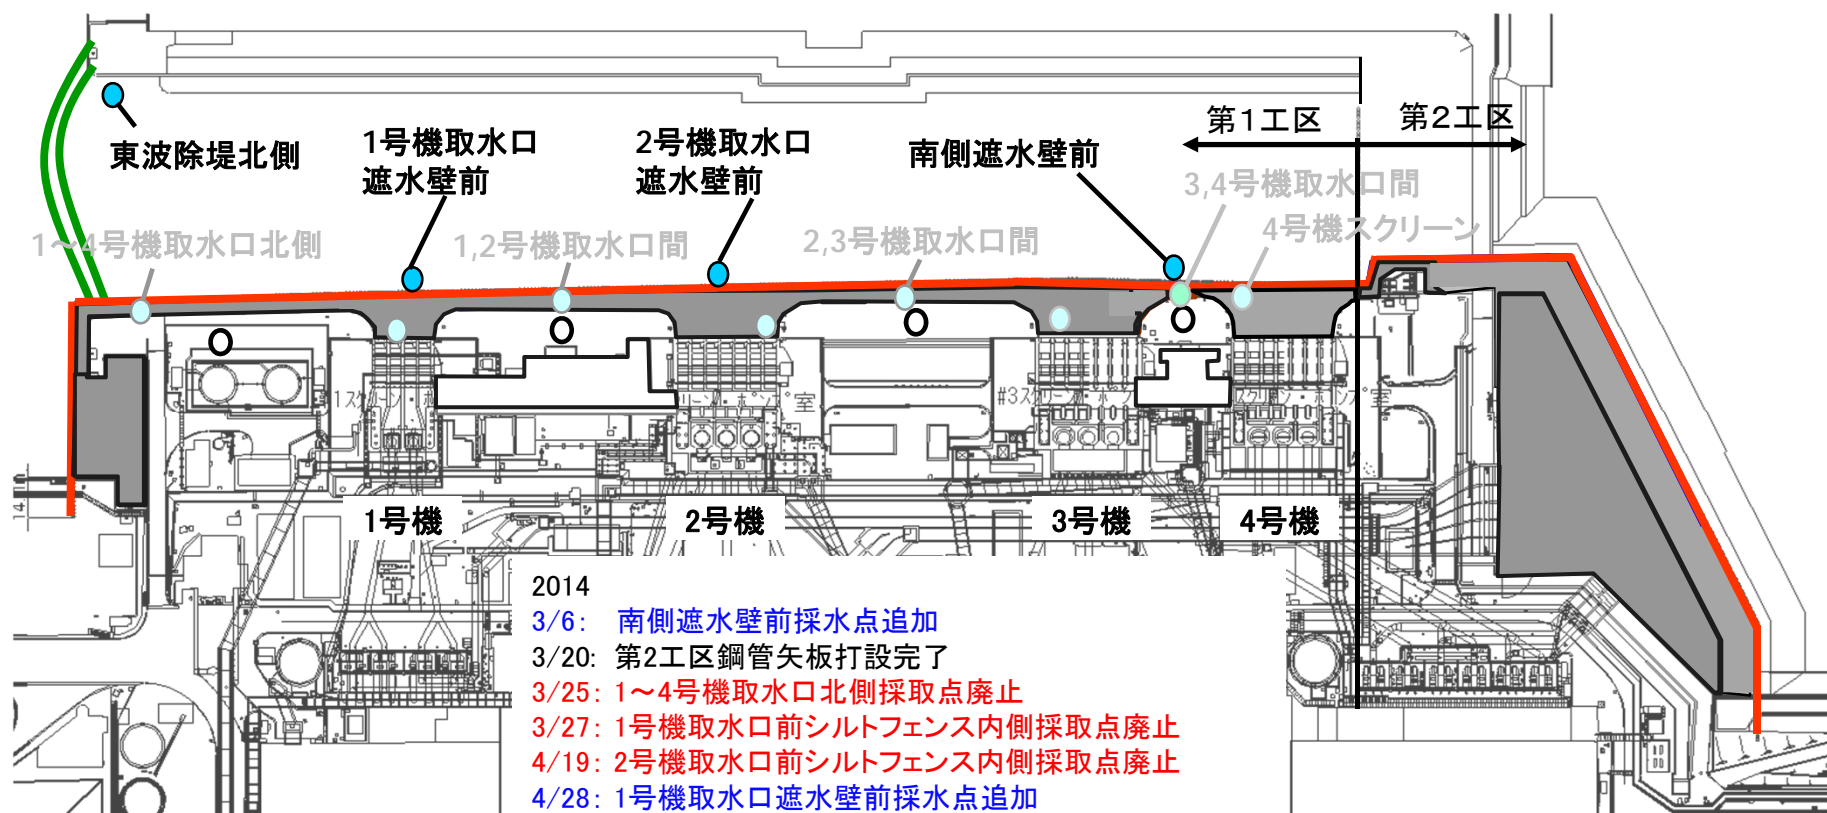 第1工区
第2工区
東波除堤北側
1号機取水口
遮水壁前
2号機取水口
遮水壁前
南側遮水壁前
3,4号機取水口間
1～4号機取水口北側
1,2号機取水口間
2,3号機取水口間
4号機スクリーン
1号機
2号機
3号機
4号機
2014
3/6： 南側遮水壁前採水点追加
3/20: 第2工区鋼管矢板打設完了
3/25: 1～4号機取水口北側採取点廃止
3/27: 1号機取水口前シルトフェンス内側採取点廃止
4/19: 2号機取水口前シルトフェンス内側採取点廃止
4/28: 1号機取水口遮水壁前採水点追加